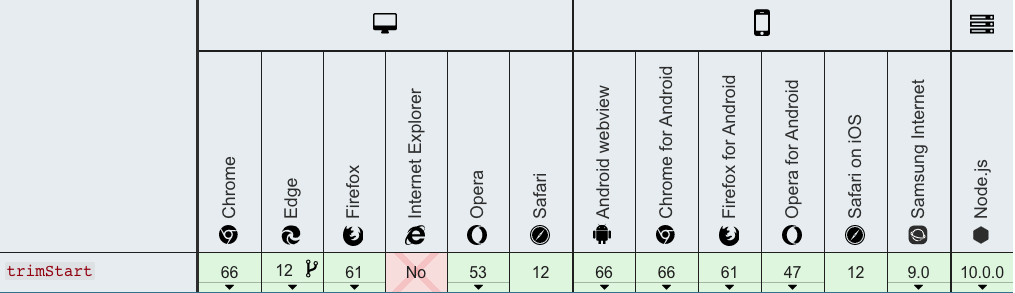 Chrome
Edge
Firefox
Internet Explorer
Opera
Safari
Android webview
Chrome for Android
Firefox for Android
Opera for Android
Safari on iOS
Samsung Internet
Node.js
trimStart 66 12 61 No 53 12 66 66 61 47 12 9.0 10.0.0